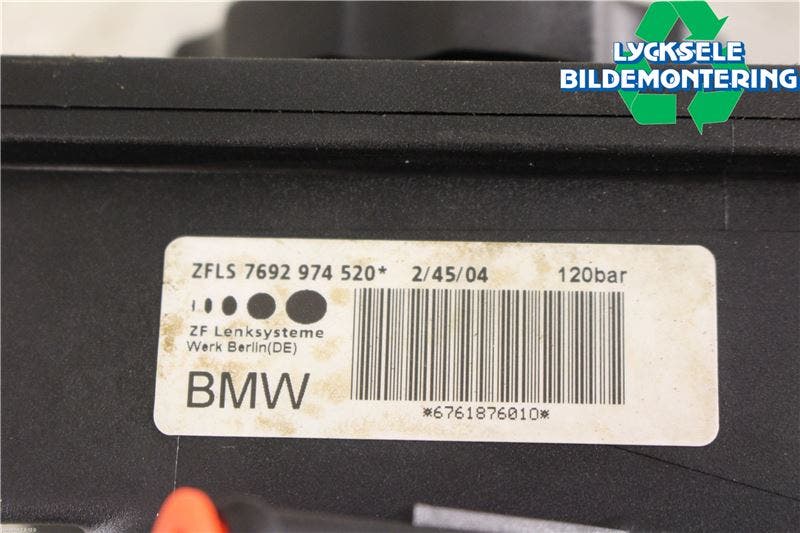 LYCKSELE
BILDEMONTERING
ZFLS 7692 974 520* 2/45/04 120bar
ZF Lenksysteme
Werk Berlin(DE)
BMW
*6761876010*